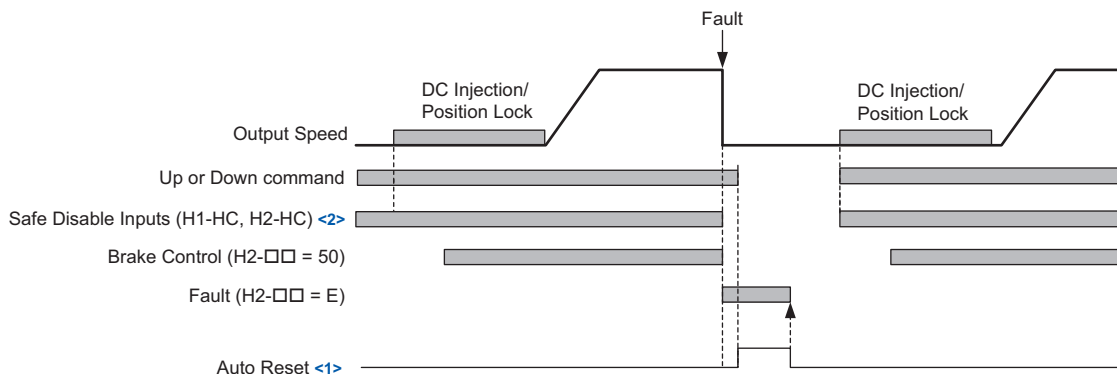 Fault
DC Injection/
Position Lock
DC Injection/
Position Lock
Output Speed
Up or Down command
Safe Disable Inputs (H1-HC, H2-HC) <2>
Brake Control (H2-□□ = 50)
Fault (H2-□□ = E)
Auto Reset <1>